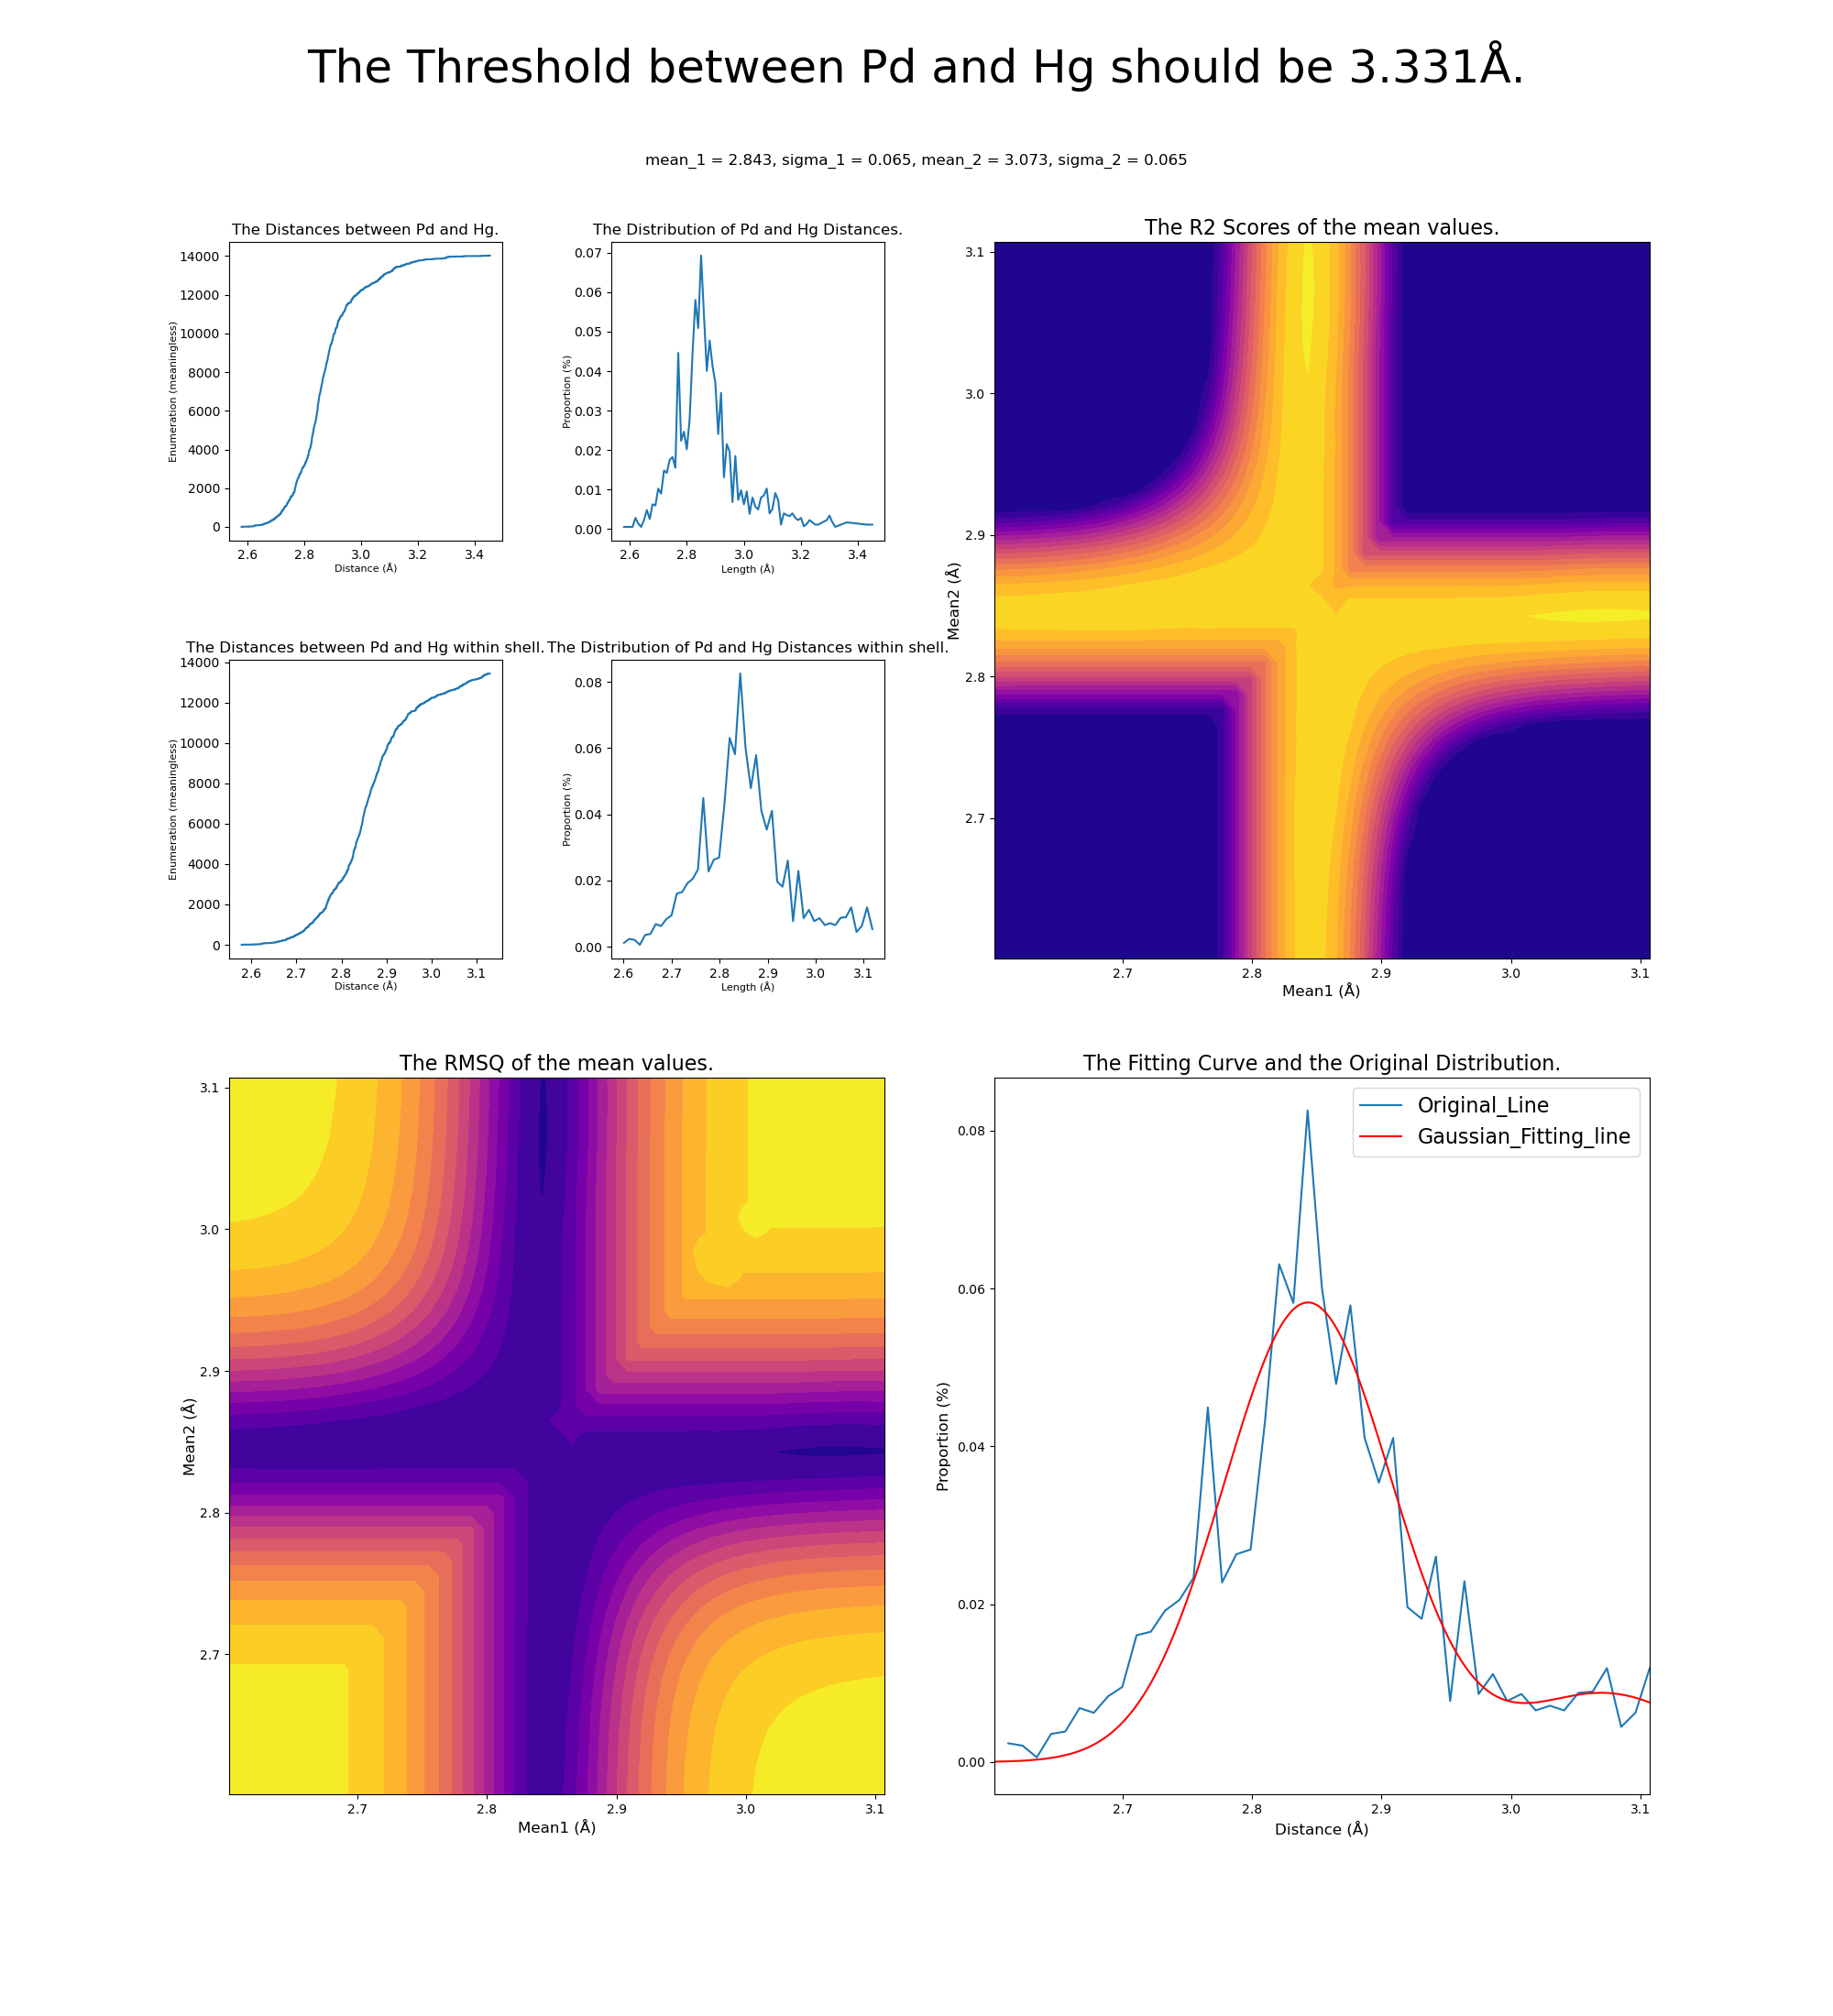 The Threshold between Pd and Hg should be 3.331Å.
mean_1 = 2.843, sigma_1 = 0.065, mean_2 = 3.073, sigma_2 = 0.065
The Distances between Pd and Hg.
14000
12000
10000
8000
6000
4000
2000
0
Enumeration (meaningless)
2.6 2.8 3.0 3.2 3.4
Distance (Å)
The Distribution of Pd and Hg Distances.
0.07
0.06
0.05
0.04
0.03
0.02
0.01
0.00
Proportion (%)
2.6 2.8 3.0 3.2 3.4
Length (Å)
The R2 Scores of the mean values.
3.1
3.0
2.9
2.8
2.7
Mean2 (Å)
2.7 2.8 2.9 3.0 3.1
Mean1 (Å)
The Distances between Pd and Hg within shell.
14000
12000
10000
8000
6000
4000
2000
0
Enumeration (meaningless)
2.6 2.7 2.8 2.9 3.0 3.1
Distance (Å)
The Distribution of Pd and Hg Distances within shell.
0.08
0.06
0.04
0.02
0.00
Proportion (%)
2.6 2.7 2.8 2.9 3.0 3.1
Length (Å)
The RMSQ of the mean values.
3.1
3.0
2.9
2.8
2.7
Mean2 (Å)
2.7 2.8 2.9 3.0 3.1
Mean1 (Å)
The Fitting Curve and the Original Distribution.
Original_Line
Gaussian_Fitting_line
0.08
0.06
0.04
0.02
0.00
Proportion (%)
2.7 2.8 2.9 3.0 3.1
Distance (Å)